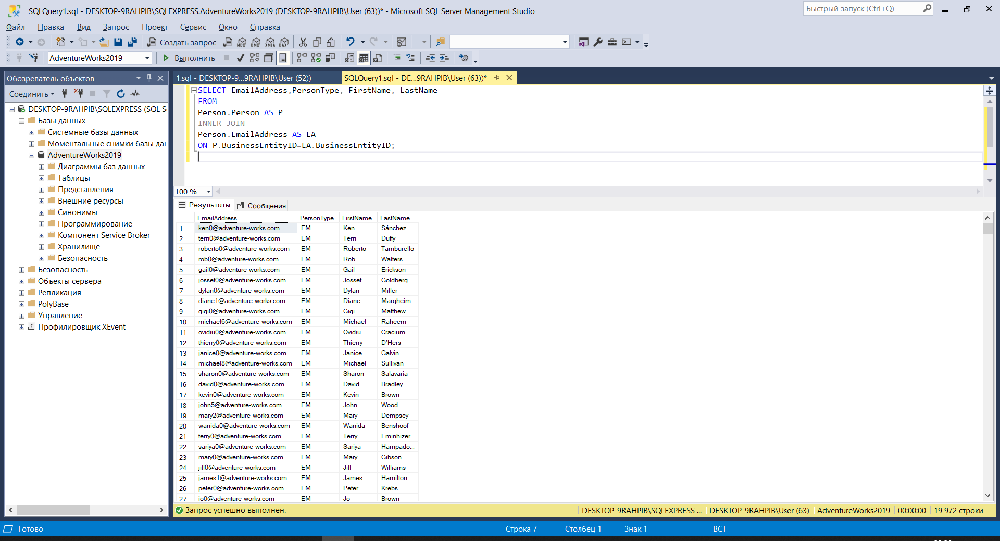 SQLQuery1.sql - DESKTOP-9RAHPIB\SQLEXPRESS.AdventureWorks2019 (DESKTOP-9RAHPIB\User (63))* - Microsoft SQL Server Management Studio
Быстрый запуск (Ctrl+Q)
Файл Правка Вид Запрос Проект Сервис Окно Справка
Создать запрос MDX DMX XMLA DAX
AdventureWorks2019 Выполнить
Обозреватель объектов
Соединить
DESKTOP-9RAHPIB\SQLEXPRESS (SQL S
Базы данных
Системные базы данных
Моментальные снимки базы дан
AdventureWorks2019
Диаграммы баз данных
Таблицы
Представления
Внешние ресурсы
Синонимы
Программирование
Компонент Service Broker
Хранилище
Безопасность
Безопасность
Объекты сервера
Репликация
PolyBase
Управление
Профилировщик XEvent
1.sql - DESKTOP-9...9RAHPIB\User (52))
SQLQuery1.sql - DE...9RAHPIB\User (63))*
SELECT EmailAddress,PersonType, FirstName, LastName
FROM
Person.Person AS P
INNER JOIN
Person.EmailAddress AS EA
ON P.BusinessEntityID=EA.BusinessEntityID;
100 %
Результаты Сообщения
EmailAddress PersonType FirstName LastName
1 ken0@adventure-works.com EM Ken Sánchez
2 terri0@adventure-works.com EM Terri Duffy
3 roberto0@adventure-works.com EM Roberto Tamburello
4 rob0@adventure-works.com EM Rob Walters
5 gail0@adventure-works.com EM Gail Erickson
6 jossef0@adventure-works.com EM Jossef Goldberg
7 dylan0@adventure-works.com EM Dylan Miller
8 diane1@adventure-works.com EM Diane Margheim
9 gigi0@adventure-works.com EM Gigi Matthew
10 michael6@adventure-works.com EM Michael Raheem
11 ovidiu0@adventure-works.com EM Ovidiu Cracium
12 thierry0@adventure-works.com EM Thierry D'Hers
13 janice0@adventure-works.com EM Janice Galvin
14 michael8@adventure-works.com EM Michael Sullivan
15 sharon0@adventure-works.com EM Sharon Salavaria
16 david0@adventure-works.com EM David Bradley
17 kevin0@adventure-works.com EM Kevin Brown
18 john5@adventure-works.com EM John Wood
19 mary2@adventure-works.com EM Mary Dempsey
20 wanida0@adventure-works.com EM Wanida Benshoof
21 terry0@adventure-works.com EM Terry Eminhizer
22 sariya0@adventure-works.com EM Sariya Harnpado...
23 mary0@adventure-works.com EM Mary Gibson
24 jill0@adventure-works.com EM Jill Williams
25 james1@adventure-works.com EM James Hamilton
26 peter0@adventure-works.com EM Peter Krebs
27 jo0@adventure-works.com EM Jo Brown
Запрос успешно выполнен.
DESKTOP-9RAHPIB\SQLEXPRESS ... DESKTOP-9RAHPIB\User (63) AdventureWorks2019 00:00:00 19 972 строки
Готово Строка 7 Столбец 1 Знак 1 ВСТ